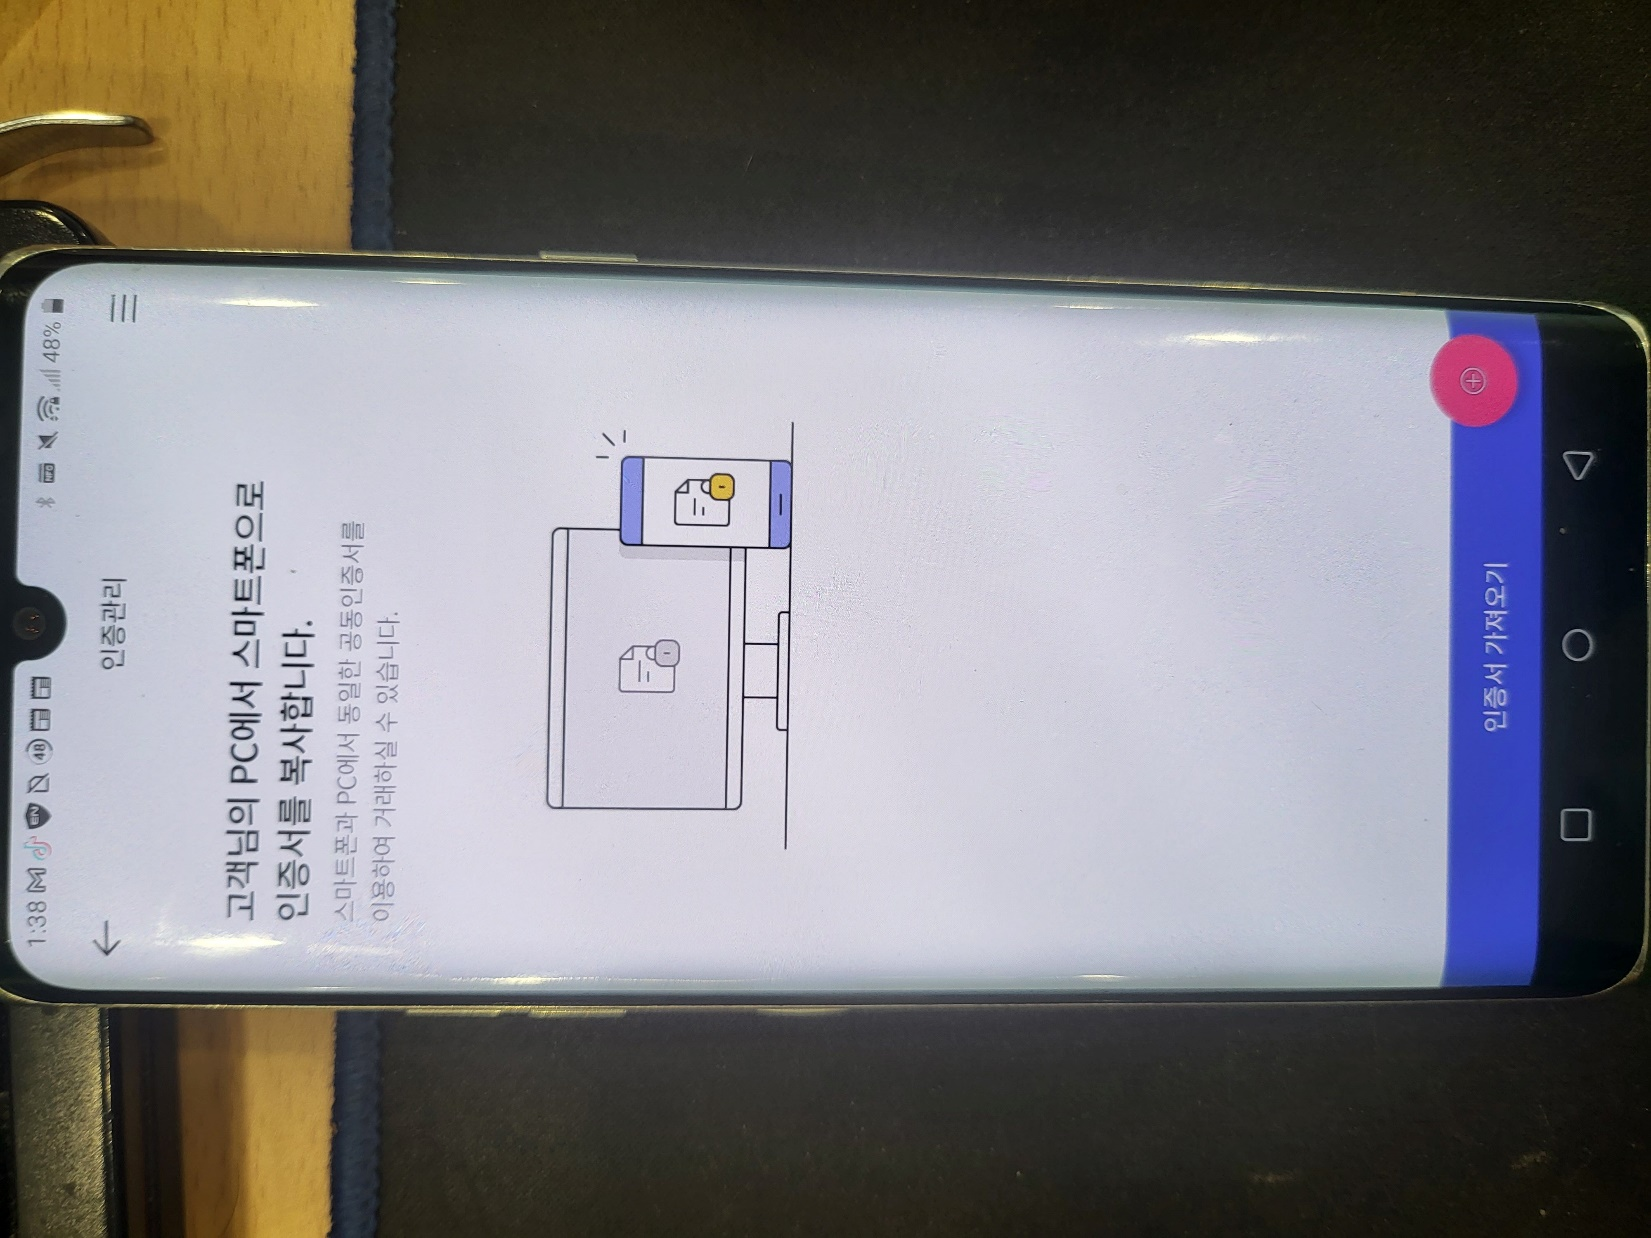 1:38 EN 48 NFC 48%
인증관리
고객님의 PC에서 스마트폰으로
인증서를 복사합니다.
스마트폰과 PC에서 동일한 공동인증서를
이용하여 거래하실 수 있습니다.
인증서 가져오기